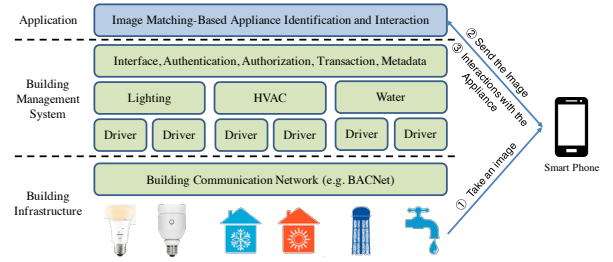 Application
Image Matching-Based Appliance Identification and Interaction
Building
Management
System
Interface, Authentication, Authorization, Transaction, Metadata
Lighting
HVAC
Water
Driver
Driver
Driver
Driver
Driver
Driver
Building
Infrastructure
Building Communication Network (e.g. BACNet)
② Send the Image
③ Interactions with the
Appliance
① Take an image
Smart Phone